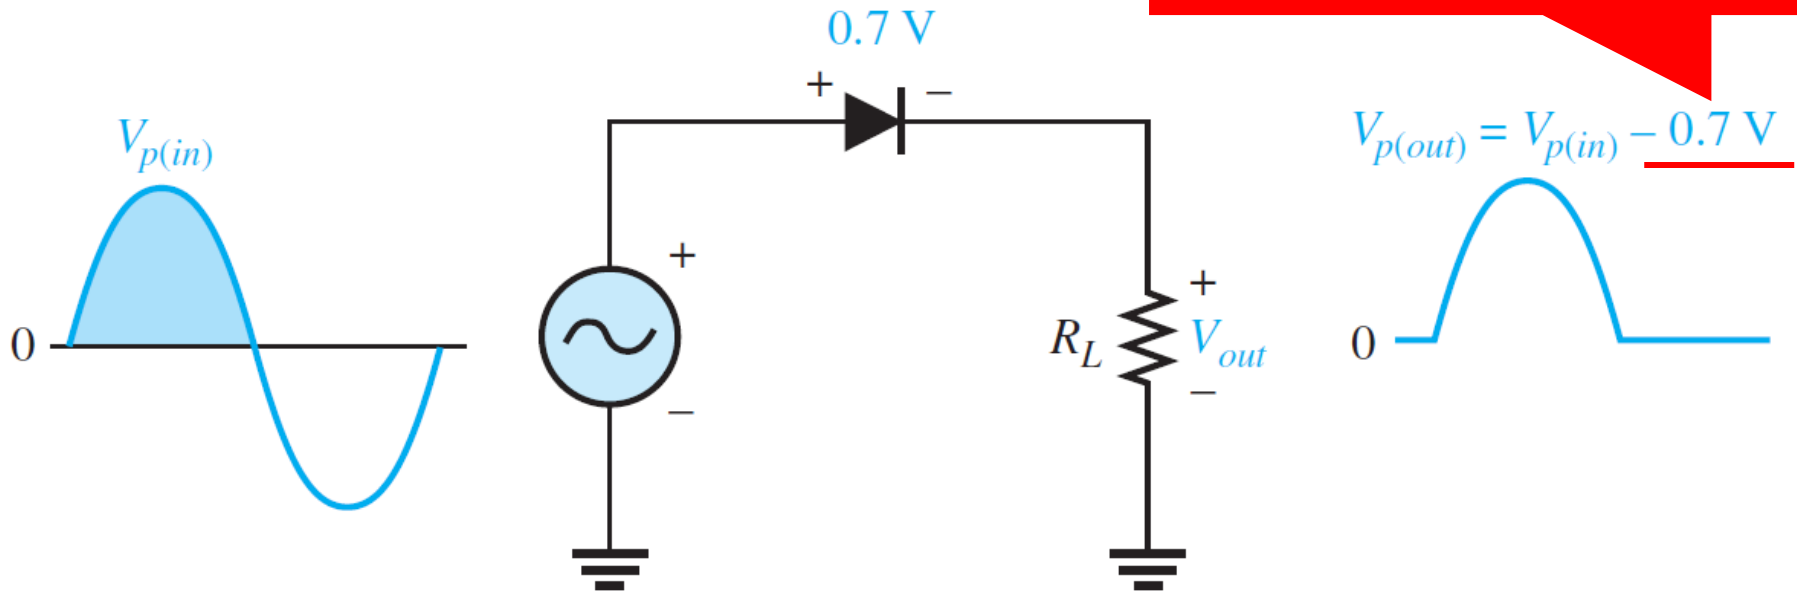 0.7 V
+ −
V_p(in)
V_p(out) = V_p(in) − 0.7 V
+
−
0
R_L
+
V_out
−
0